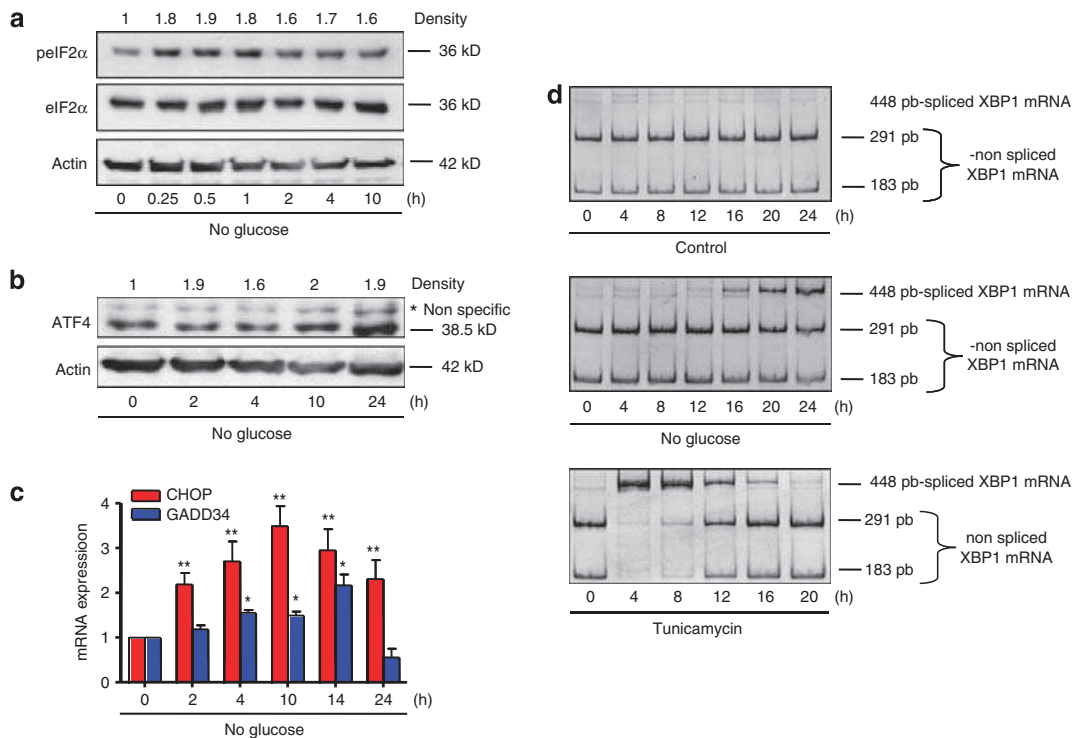 a
1 1.8 1.9 1.8 1.6 1.7 1.6 Density
peIF2α 36 kD
eIF2α 36 kD
Actin 42 kD
0 0.25 0.5 1 2 4 10 (h)
No glucose
b
1 1.9 1.6 2 1.9 Density
* Non specific
ATF4 38.5 kD
Actin 42 kD
0 2 4 10 24 (h)
No glucose
c
CHOP
GADD34
mRNA expressioon
4
3
2
1
0
** ** ** ** **
* * *
0 2 4 10 14 24 (h)
No glucose
d
448 pb-spliced XBP1 mRNA
291 pb
-non spliced
XBP1 mRNA
183 pb
0 4 8 12 16 20 24 (h)
Control
448 pb-spliced XBP1 mRNA
291 pb
-non spliced
XBP1 mRNA
183 pb
0 4 8 12 16 20 24 (h)
No glucose
448 pb-spliced XBP1 mRNA
291 pb
non spliced
XBP1 mRNA
183 pb
0 4 8 12 16 20 (h)
Tunicamycin